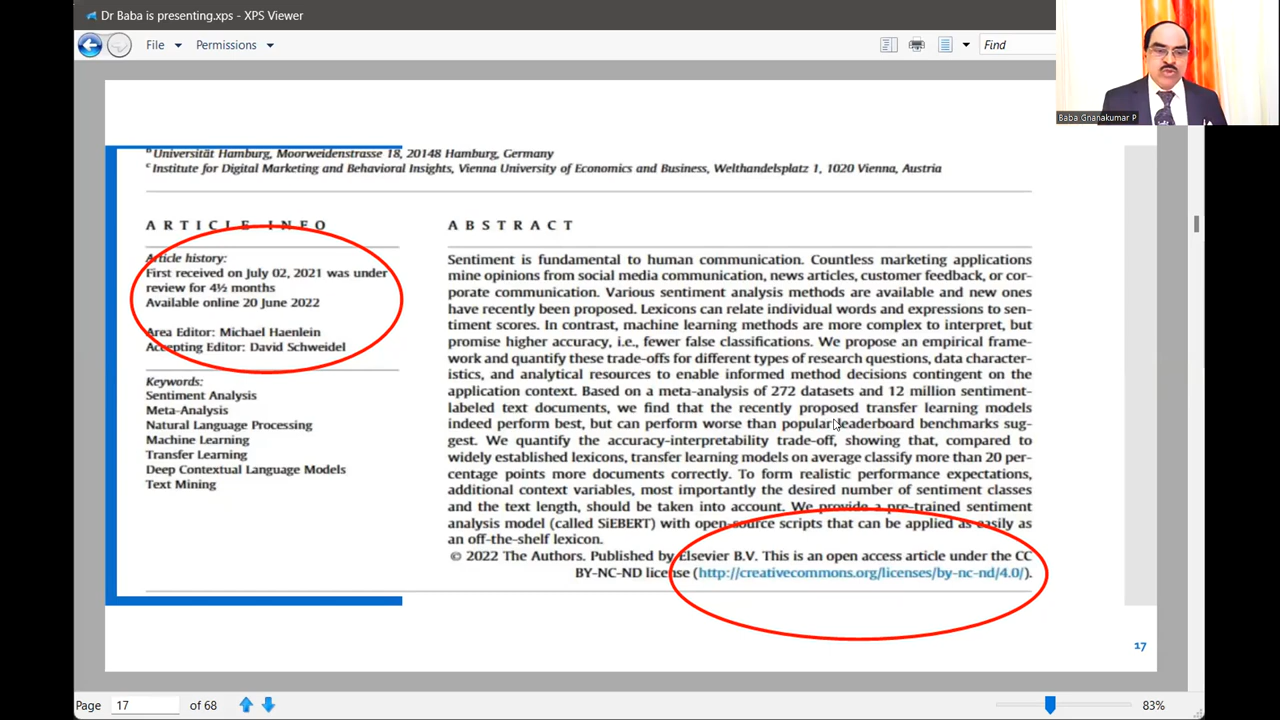 Dr Baba is presenting.xps - XPS Viewer
File Permissions Find
Baba Gnanakumar P
b Universität Hamburg, Moorweidenstrasse 18, 20148 Hamburg, Germany
c Institute for Digital Marketing and Behavioral Insights, Vienna University of Economics and Business, Welthandelsplatz 1, 1020 Vienna, Austria
ARTICLE INFO
Article history:
First received on July 02, 2021 was under
review for 4½ months
Available online 20 June 2022
Area Editor: Michael Haenlein
Accepting Editor: David Schweidel
Keywords:
Sentiment Analysis
Meta-Analysis
Natural Language Processing
Machine Learning
Transfer Learning
Deep Contextual Language Models
Text Mining
ABSTRACT
Sentiment is fundamental to human communication. Countless marketing applications
mine opinions from social media communication, news articles, customer feedback, or cor-
porate communication. Various sentiment analysis methods are available and new ones
have recently been proposed. Lexicons can relate individual words and expressions to sen-
timent scores. In contrast, machine learning methods are more complex to interpret, but
promise higher accuracy, i.e., fewer false classifications. We propose an empirical frame-
work and quantify these trade-offs for different types of research questions, data character-
istics, and analytical resources to enable informed method decisions contingent on the
application context. Based on a meta-analysis of 272 datasets and 12 million sentiment-
labeled text documents, we find that the recently proposed transfer learning models
indeed perform best, but can perform worse than popular leaderboard benchmarks sug-
gest. We quantify the accuracy-interpretability trade-off, showing that, compared to
widely established lexicons, transfer learning models on average classify more than 20 per-
centage points more documents correctly. To form realistic performance expectations,
additional context variables, most importantly the desired number of sentiment classes
and the text length, should be taken into account. We provide a pre-trained sentiment
analysis model (called SiEBERT) with open-source scripts that can be applied as easily as
an off-the-shelf lexicon.
© 2022 The Authors. Published by Elsevier B.V. This is an open access article under the CC
BY-NC-ND license (http://creativecommons.org/licenses/by-nc-nd/4.0/).
17
Page 17 of 68 83%